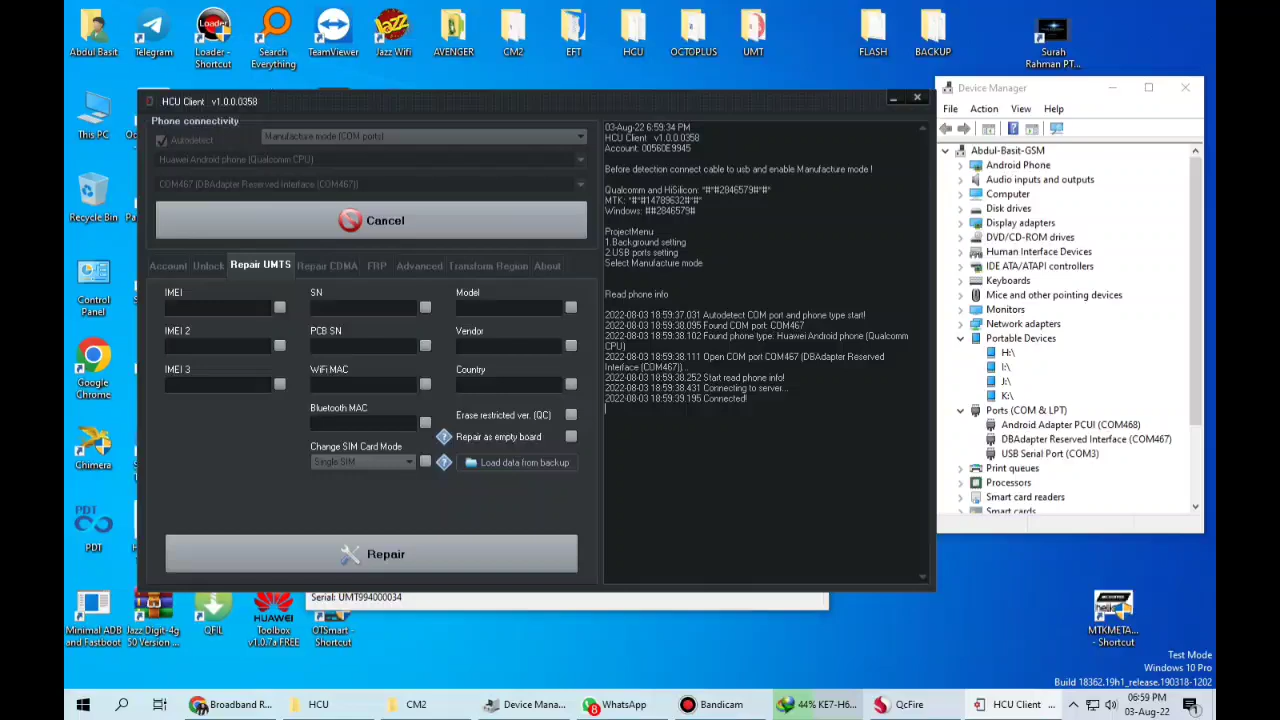 Abdul Basit
Telegram
Loader -
Shortcut
Search
Everything
TeamViewer
Jazz Wifi
AVENGER
CM2
EFT
HCU
OCTOPLUS
UMT
FLASH
BACKUP
Surah
Rahman PT...
This PC
Recycle Bin
Control
Panel
Google
Chrome
Chimera
PDT
Minimal ADB
and Fastboot
Jazz Digit-4g
50 Version ...
QFIL
HUAWEI
Toolbox
v1.0.7a FREE
OTSmart -
Shortcut
HCU Client v1.0.0.0358
Phone connectivity
Autodetect
Manufacture mode (COM ports)
Huawei Android phone (Qualcomm CPU)
COM467 (DBAdapter Reserved Interface (COM467))
Cancel
Account
Unlock
Repair UMTS
Repair CDMA
FRP
Advanced
Transform Region
About
IMEI
SN
Model
IMEI 2
PCB SN
Vendor
IMEI 3
WiFi MAC
Country
Bluetooth MAC
Erase restricted ver. (QC)
Repair as empty board
Change SIM Card Mode
Single SIM
Load data from backup
Repair
Serial: UMT994000034
03-Aug-22 6:59:34 PM
HCU Client v1.0.0.0358
Account: 00560E9945
Before detection connect cable to usb and enable Manufacture mode !
Qualcomm and HiSilicon: *#*#2846579#*#*
MTK: *#*#14789632#*#*
Windows: ##2846579#
ProjectMenu
1.Background setting
2.USB ports setting
Select Manufacture mode
Read phone info
2022-08-03 18:59:37.031 Autodetect COM port and phone type start!
2022-08-03 18:59:38.095 Found COM port: COM467
2022-08-03 18:59:38.102 Found phone type: Huawei Android phone (Qualcomm
CPU)
2022-08-03 18:59:38.111 Open COM port COM467 (DBAdapter Reserved
Interface (COM467))...
2022-08-03 18:59:38.252 Start read phone info!
2022-08-03 18:59:38.431 Connecting to server...
2022-08-03 18:59:39.195 Connected!
Device Manager
File Action View Help
Abdul-Basit-GSM
Android Phone
Audio inputs and outputs
Computer
Disk drives
Display adapters
DVD/CD-ROM drives
Human Interface Devices
IDE ATA/ATAPI controllers
Keyboards
Mice and other pointing devices
Monitors
Network adapters
Portable Devices
H:\
I:\
J:\
K:\
Ports (COM & LPT)
Android Adapter PCUI (COM468)
DBAdapter Reserved Interface (COM467)
USB Serial Port (COM3)
Print queues
Processors
Smart card readers
Smart cards
MTKMETA...
- Shortcut
Test Mode
Windows 10 Pro
Build 18362.19h1_release.190318-1202
Broadband R...
HCU
CM2
Device Mana...
8
WhatsApp
Bandicam
44% KE7-H6...
QcFire
HCU Client ...
06:59 PM
03-Aug-22
1